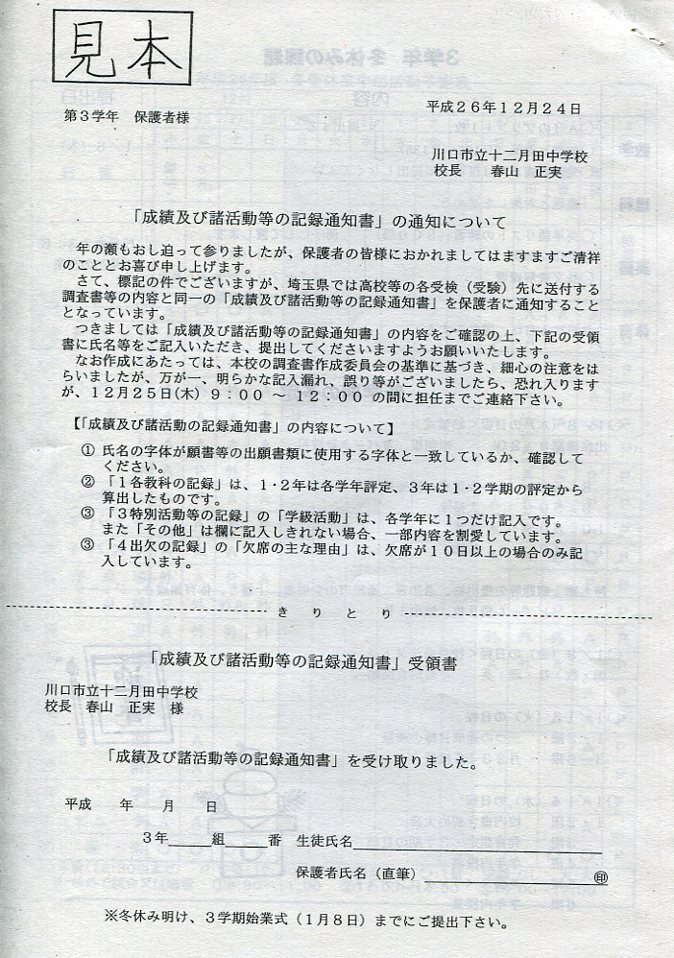 見本
平成26年12月24日
第3学年　保護者様
川口市立十二月田中学校
校長　春山　正実
「成績及び諸活動等の記録通知書」の通知について
年の瀬もおし迫って参りましたが、保護者の皆様におかれましてはますますご清祥
のこととお喜び申し上げます。
さて、標記の件でございますが、埼玉県では高校等の各受検（受験）先に送付する
調査書等の内容と同一の「成績及び諸活動等の記録通知書」を保護者に通知すること
となっています。
つきましては「成績及び諸活動等の記録通知書」の内容をご確認の上、下記の受領
書に氏名等をご記入いただき、提出してくださいますようお願いいたします。
なお作成にあたっては、本校の調査書作成委員会の基準に基づき、細心の注意をは
らいましたが、万が一、明らかな記入漏れ、誤り等がございましたら、恐れ入ります
が、12月25日(木) 9：00 ～ 12：00 の間に担任までご連絡下さい。
【「成績及び諸活動の記録通知書」の内容について】
① 氏名の字体が願書等の出願書類に使用する字体と一致しているか、確認して
ください。
② 「1各教科の記録」は、1・2年は各学年評定、3年は1・2学期の評定から
算出したものです。
③ 「3特別活動等の記録」の「学級活動」は、各学年に1つだけ記入です。
また「その他」は欄に記入しきれない場合、一部内容を割愛しています。
③ 「4出欠の記録」の「欠席の主な理由」は、欠席が10日以上の場合のみ記
入しています。
きりとり
「成績及び諸活動等の記録通知書」受領書
川口市立十二月田中学校
校長　春山　正実　様
「成績及び諸活動等の記録通知書」を受け取りました。
平成　　年　　月　　日
3年＿＿＿組＿＿＿番　生徒氏名
保護者氏名（直筆）　㊞
※冬休み明け、3学期始業式（1月8日）までにご提出下さい。